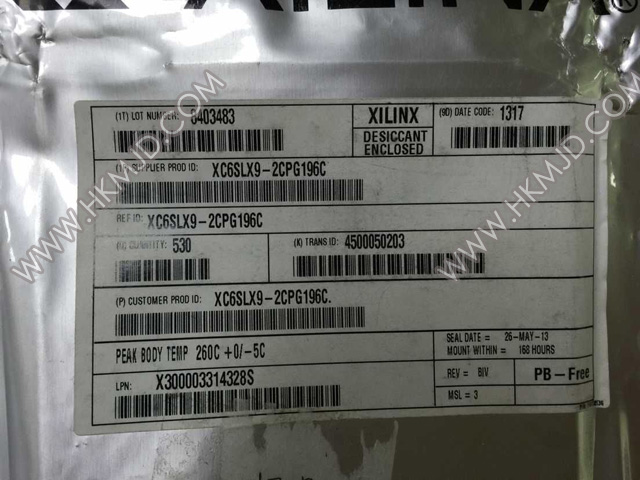 XILINX®
(1T) LOT NUMBER: 0403483
XILINX
DESICCANT
ENCLOSED
(9D) DATE CODE: 1317
SUPPLIER PROD ID: XC6SLX9-2CPG196C
REF ID: XC6SLX9-2CPG196C
QUANTITY: 530
(K) TRANS ID: 4500050203
(P) CUSTOMER PROD ID: XC6SLX9-2CPG196C.
PEAK BODY TEMP 260C +0/-5C
SEAL DATE = 26-MAY-13
MOUNT WITHIN = 168 HOURS
LPN: X300003314328S
REV = BIV
PB-Free
MSL = 3
WWW.HKMJD.COM
WWW.HKMJD.COM
WWW.HKMJD.COM